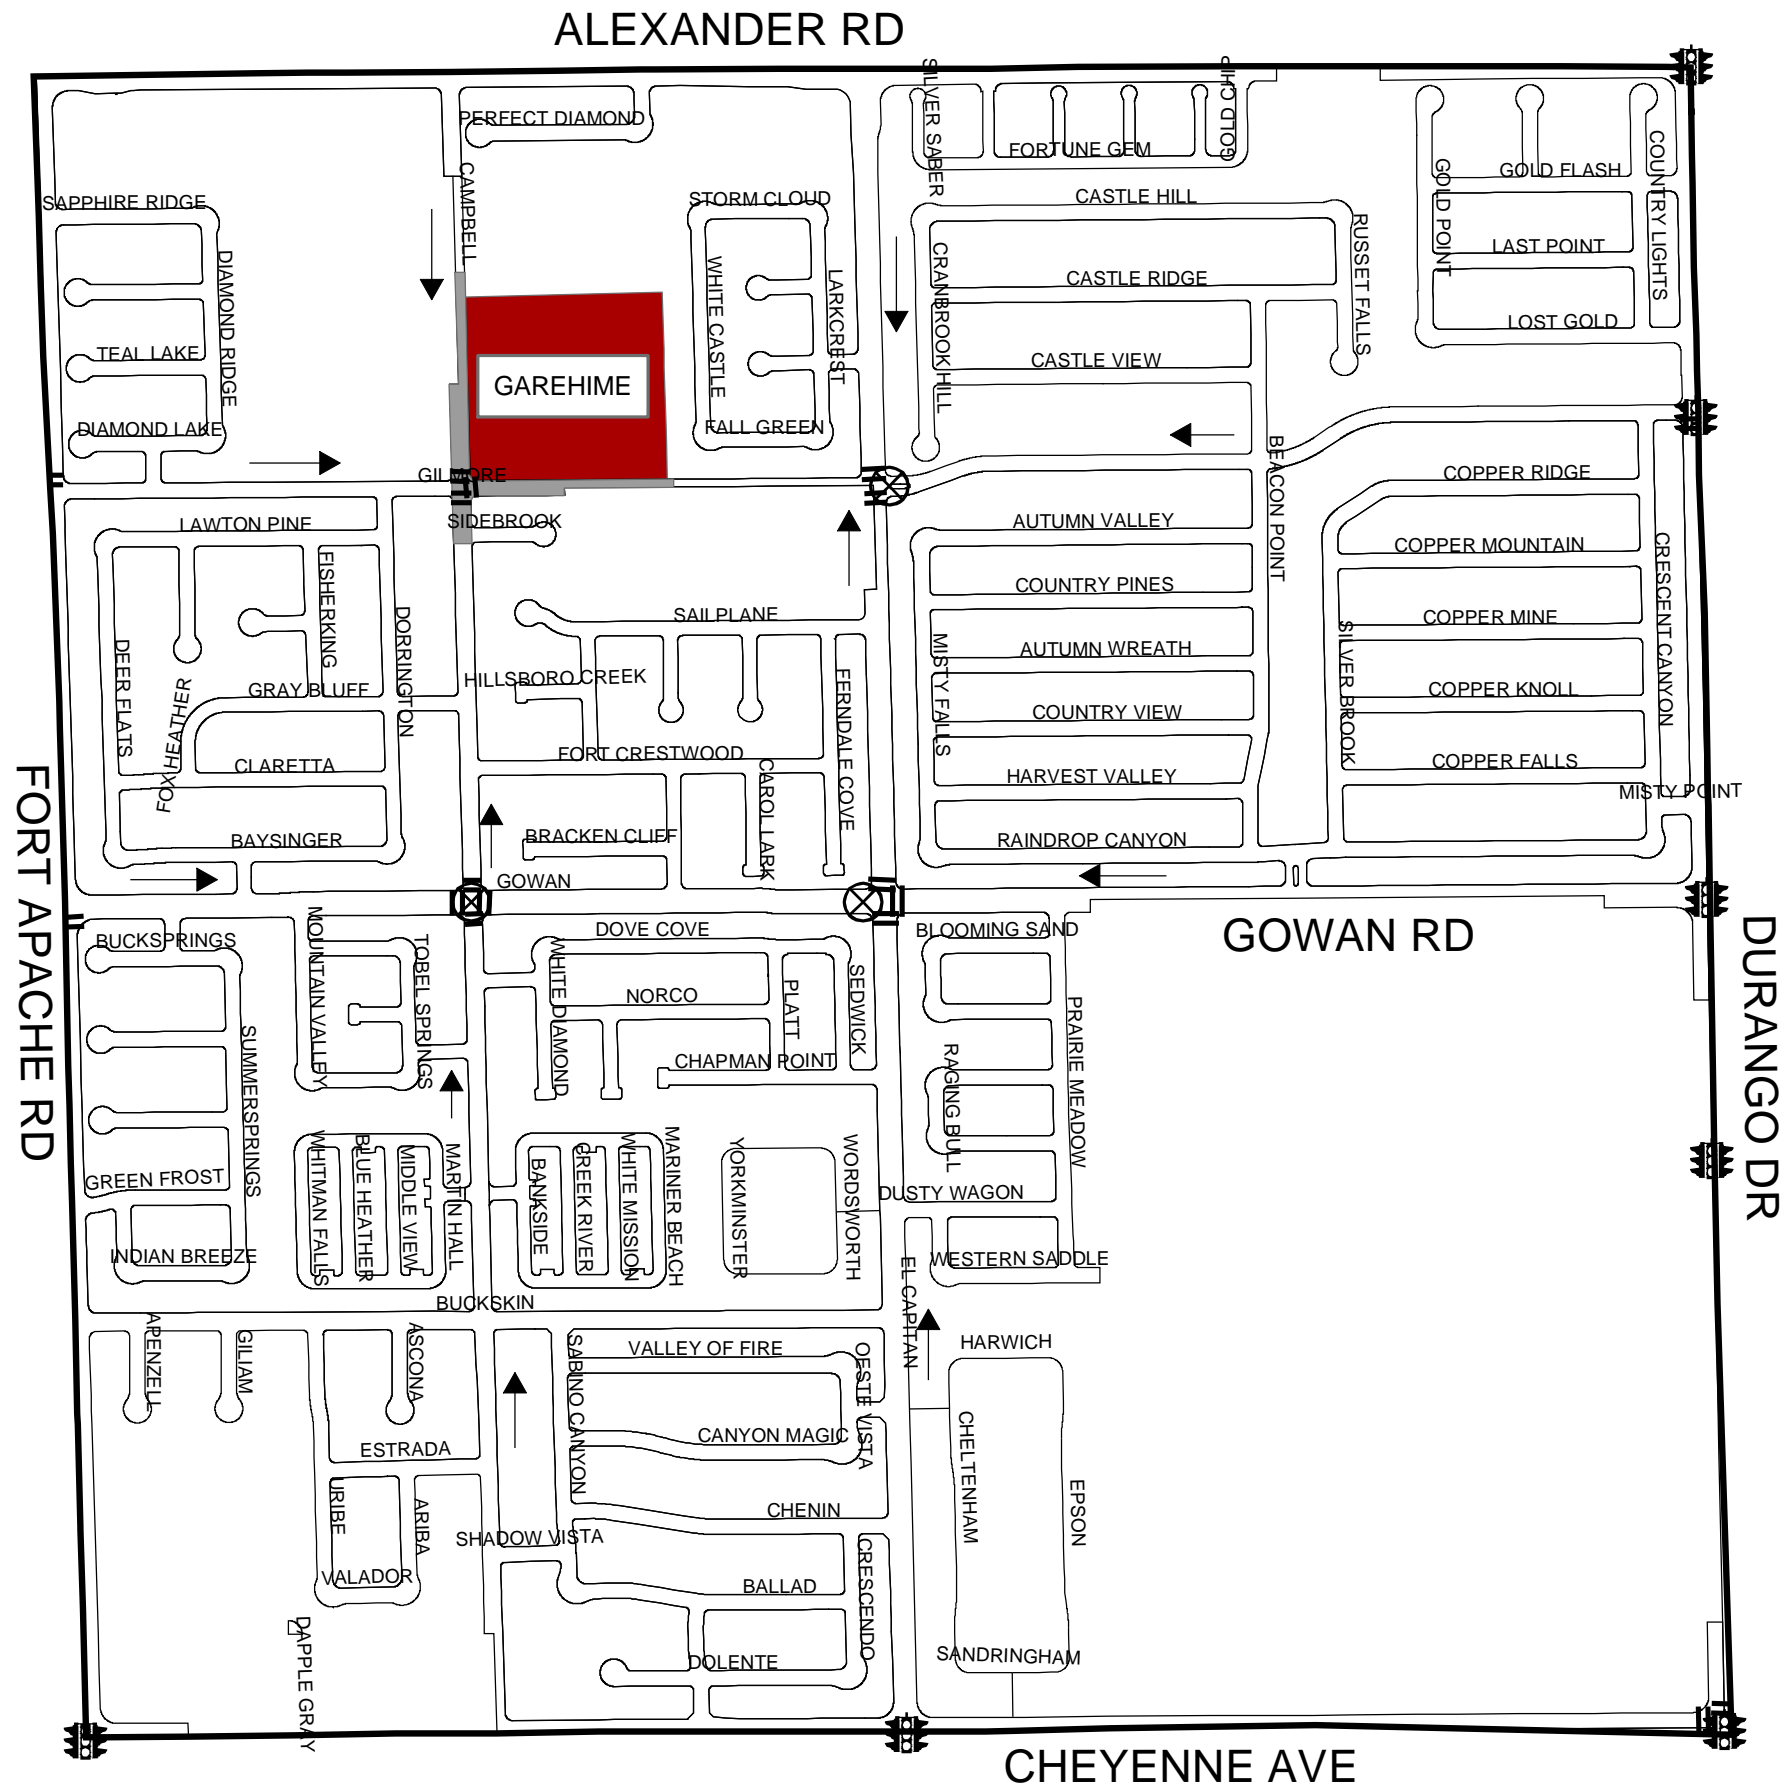 ALEXANDER RD
SILVER SABER
GOLD CHIP
PERFECT DIAMOND
FORTUNE GEM
COUNTRY LIGHTS
CAMPBELL
GOLD POINT
GOLD FLASH
SAPPHIRE RIDGE
STORM CLOUD
CASTLE HILL
RUSSET FALLS
DIAMOND RIDGE
WHITE CASTLE
LARKCREST
CRANBROOK HILL
LAST POINT
CASTLE RIDGE
LOST GOLD
TEAL LAKE
CASTLE VIEW
GAREHIME
DIAMOND LAKE
FALL GREEN
BEACON POINT
GILMORE
COPPER RIDGE
LAWTON PINE
SIDEBROOK
AUTUMN VALLEY
CRESCENT CANYON
COPPER MOUNTAIN
FISHERKING
COUNTRY PINES
DORRINGTON
SAILPLANE
COPPER MINE
DEER FLATS
MISTY FALLS
AUTUMN WREATH
SILVER BROOK
FOX HEATHER
GRAY BLUFF
HILLSBORO CREEK
FERNDALE COVE
COPPER KNOLL
COUNTRY VIEW
CLARETTA
FORT CRESTWOOD
CAROL LARK
COPPER FALLS
HARVEST VALLEY
MISTY POINT
FORT APACHE RD
BAYSINGER
BRACKEN CLIFF
RAINDROP CANYON
GOWAN
MOUNTAIN VALLEY
DOVE COVE
BLOOMING SAND
GOWAN RD
DURANGO DR
BUCKSPRINGS
TOBEL SPRINGS
WHITE DIAMOND
SEDWICK
NORCO
PLATT
PRAIRIE MEADOW
SUMMERSPRINGS
CHAPMAN POINT
RAGING BULL
WHITMAN FALLS
BLUE HEATHER
MIDDLE VIEW
MARTIN HALL
BANKSIDE
CREEK RIVER
WHITE MISSION
MARINER BEACH
YORKMINSTER
WORDSWORTH
GREEN FROST
DUSTY WAGON
INDIAN BREEZE
WESTERN SADDLE
EL CAPITAN
BUCKSKIN
APENZELL
GILIAM
ASCONA
SABINO CANYON
VALLEY OF FIRE
OESTE VISTA
HARWICH
CHELTENHAM
CANYON MAGIC
ESTRADA
URIBE
ARIBA
EPSON
CHENIN
SHADOW VISTA
CRESCENDO
VALADOR
BALLAD
DAPPLE GRAY
DOLENTE
SANDRINGHAM
CHEYENNE AVE